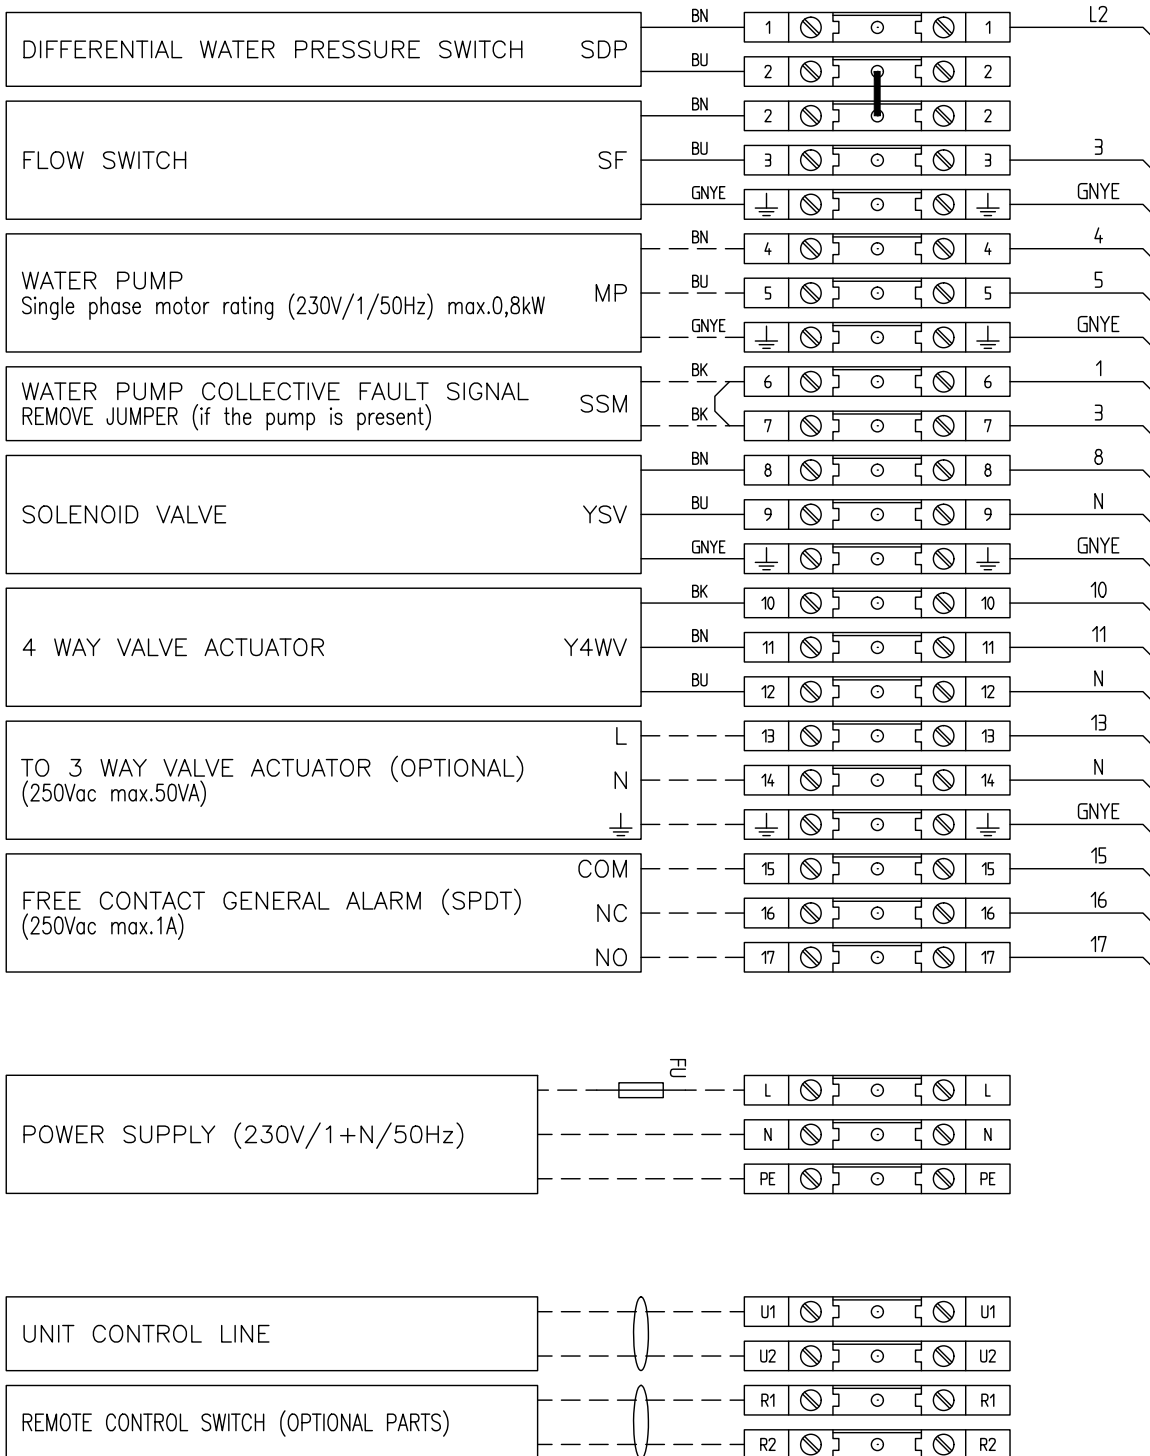 BN 1 1 L2
DIFFERENTIAL WATER PRESSURE SWITCH SDP
BU 2 2
BN 2 2
FLOW SWITCH SF BU 3 3 3
GNYE GNYE
BN 4 4 4
WATER PUMP
Single phase motor rating (230V/1/50Hz) max.0,8kW MP BU 5 5 5
GNYE GNYE
BK 6 6 1
WATER PUMP COLLECTIVE FAULT SIGNAL SSM
REMOVE JUMPER (if the pump is present)
BK 7 7 3
BN 8 8 8
SOLENOID VALVE YSV BU 9 9 N
GNYE GNYE
BK 10 10 10
4 WAY VALVE ACTUATOR Y4WV BN 11 11 11
BU 12 12 N
L 13 13 13
TO 3 WAY VALVE ACTUATOR (OPTIONAL) N 14 14 N
(250Vac max.50VA)
GNYE
COM 15 15 15
FREE CONTACT GENERAL ALARM (SPDT) NC 16 16 16
(250Vac max.1A)
NO 17 17 17
FU
L L
POWER SUPPLY (230V/1+N/50Hz) N N
PE PE
U1 U1
UNIT CONTROL LINE
U2 U2
R1 R1
REMOTE CONTROL SWITCH (OPTIONAL PARTS)
R2 R2